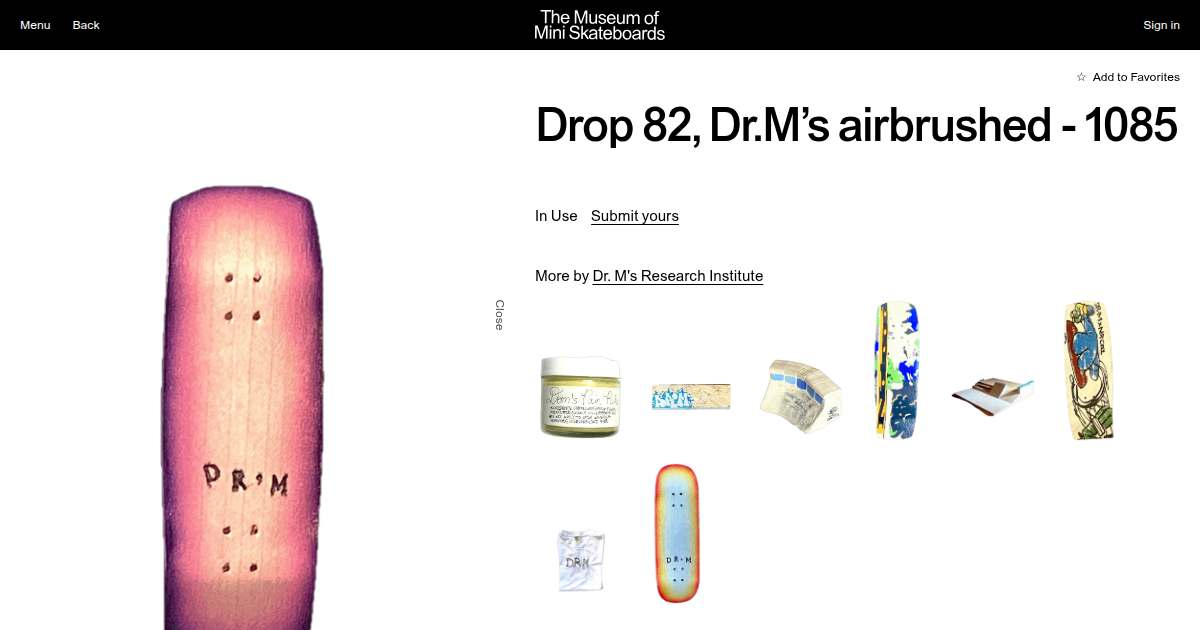 Menu
Back
The Museum of
Mini Skateboards
Sign in
☆ Add to Favorites
Drop 82, Dr.M’s airbrushed - 1085
In Use
Submit yours
More by Dr. M's Research Institute
Close
DR•M
DRM
DR•M